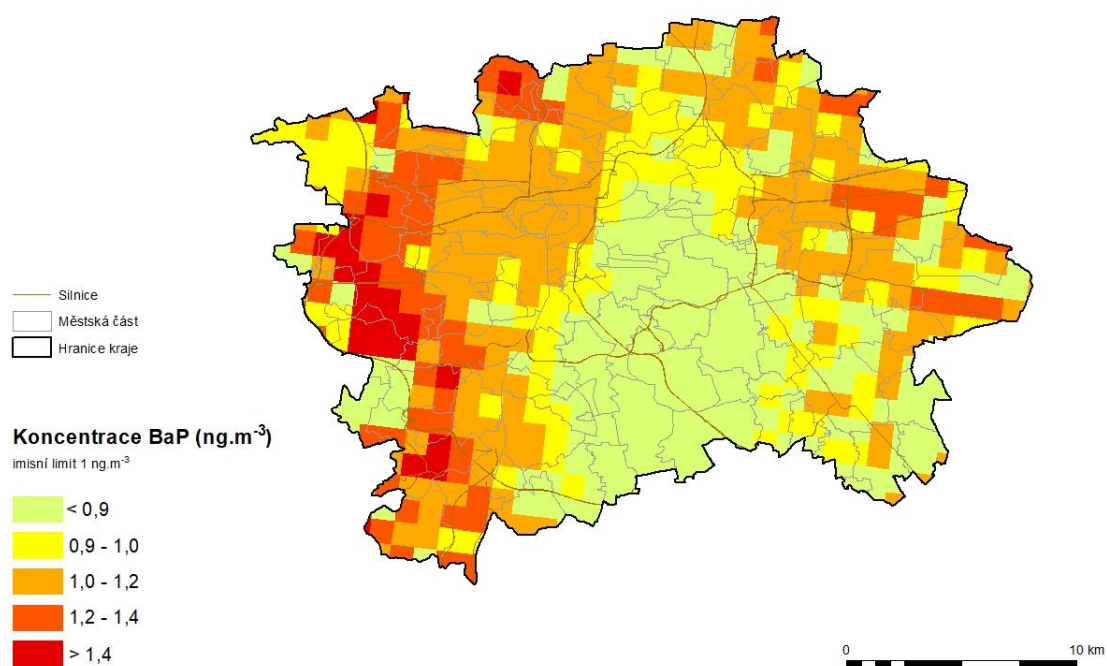 Silnice
Městská část
Hranice kraje
Koncentrace BaP (ng.m⁻³)
imisní limit 1 ng.m⁻³
< 0,9
0,9 - 1,0
1,0 - 1,2
1,2 - 1,4
> 1,4
0 10 km